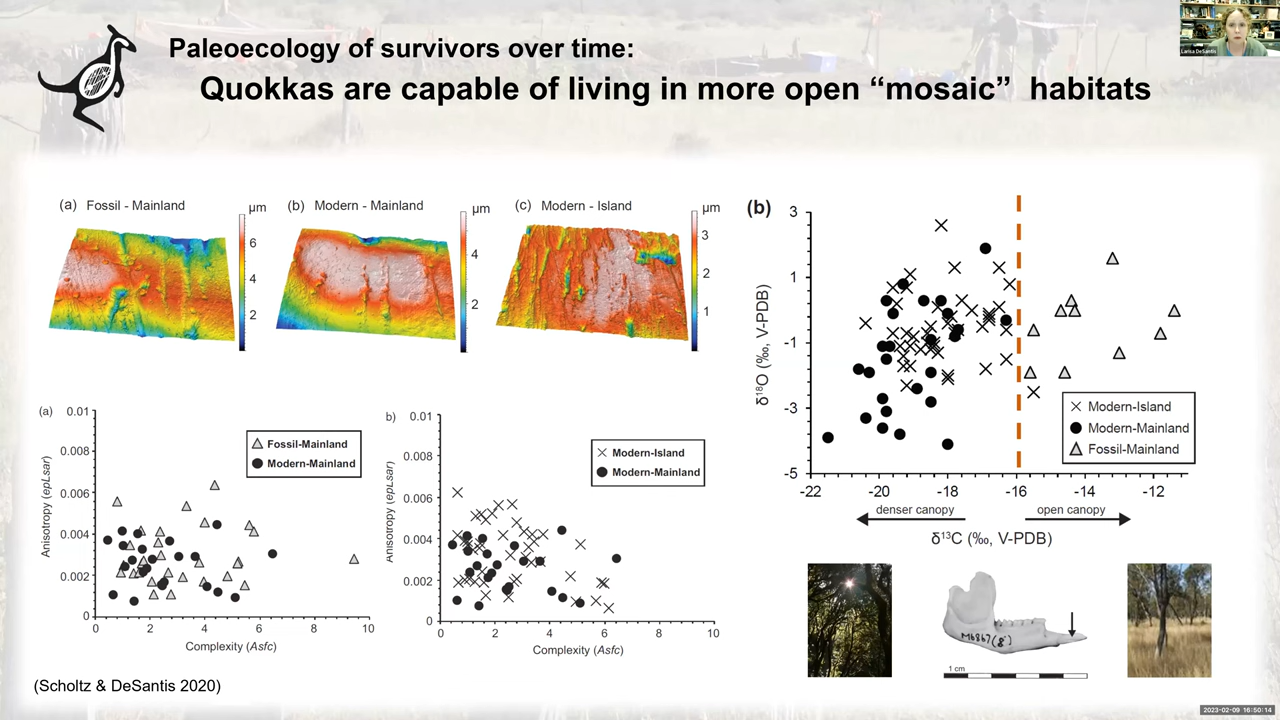 Paleoecology of survivors over time:
Quokkas are capable of living in more open “mosaic” habitats
Larisa DeSantis
(a) Fossil - Mainland
µm
6
4
2
(b) Modern - Mainland
µm
4
2
(c) Modern - Island
µm
3
2
1
(a)
0.01
0.008
0.006
0.004
0.002
0
Anisotropy (epLsar)
Fossil-Mainland
Modern-Mainland
0 2 4 6 8 10
Complexity (Asfc)
b)
0.01
0.008
0.006
0.004
0.002
0
Anisotropy (epLsar)
Modern-Island
Modern-Mainland
0 2 4 6 8 10
Complexity (Asfc)
(b)
3
1
-1
-3
-5
δ18O (‰, V-PDB)
Modern-Island
Modern-Mainland
Fossil-Mainland
-22 -20 -18 -16 -14 -12
denser canopy open canopy
δ13C (‰, V-PDB)
M6867(8)
1 cm
(Scholtz & DeSantis 2020)
2023-02-09 16:50:14